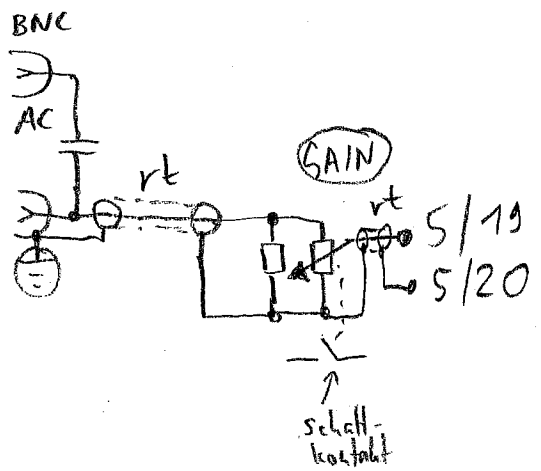 BNC
AC
rt
GAIN
rt
5/19
5/20
schalt-
kontakt